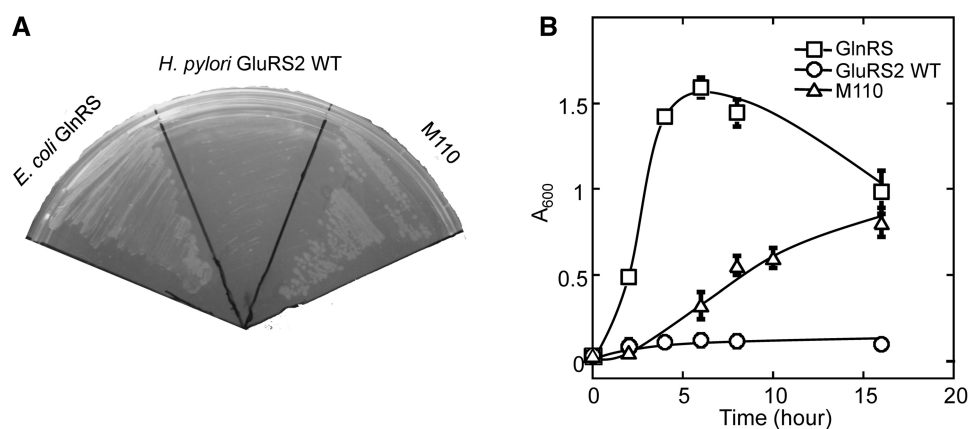 A
H. pylori GluRS2 WT
E. coli GlnRS
M110
B
GlnRS
GluRS2 WT
M110
A600
1.5
1
0.5
0
0 5 10 15 20
Time (hour)